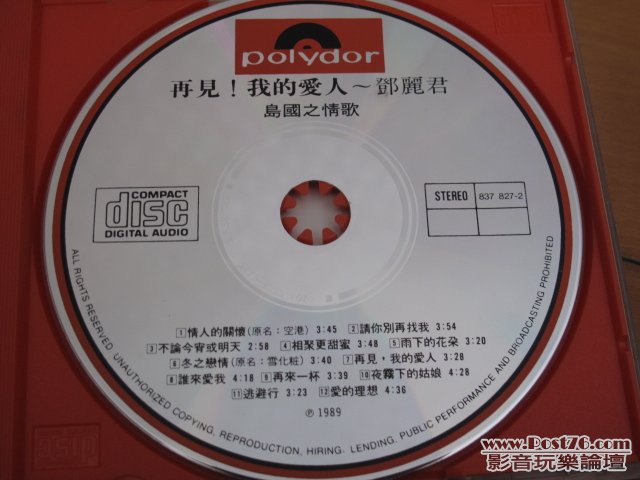 polydor
再見！我的愛人～鄧麗君
島國之情歌
COMPACT
disc
DIGITAL AUDIO
STEREO 837 827-2
1 情人的關懷(原名：空港) 3:45 2 請你別再找我 3:54
3 不論今宵或明天 2:48 4 相聚更甜蜜 3:48 5 雨下的花朵 3:20
6 冬之戀情(原名：雪化粧) 3:40 7 再見，我的愛人 3:28
8 誰來愛我 4:18 9 再來一杯 3:39 10 夜霧下的姑娘 4:28
11 逃避行 3:23 12 愛的理想 4:36
℗ 1989
ALL RIGHTS RESERVED. UNAUTHORIZED COPYING, REPRODUCTION, HIRING, LENDING, PUBLIC PERFORMANCE AND BROADCASTING PROHIBITED
www.Post76.com
影音玩樂論壇